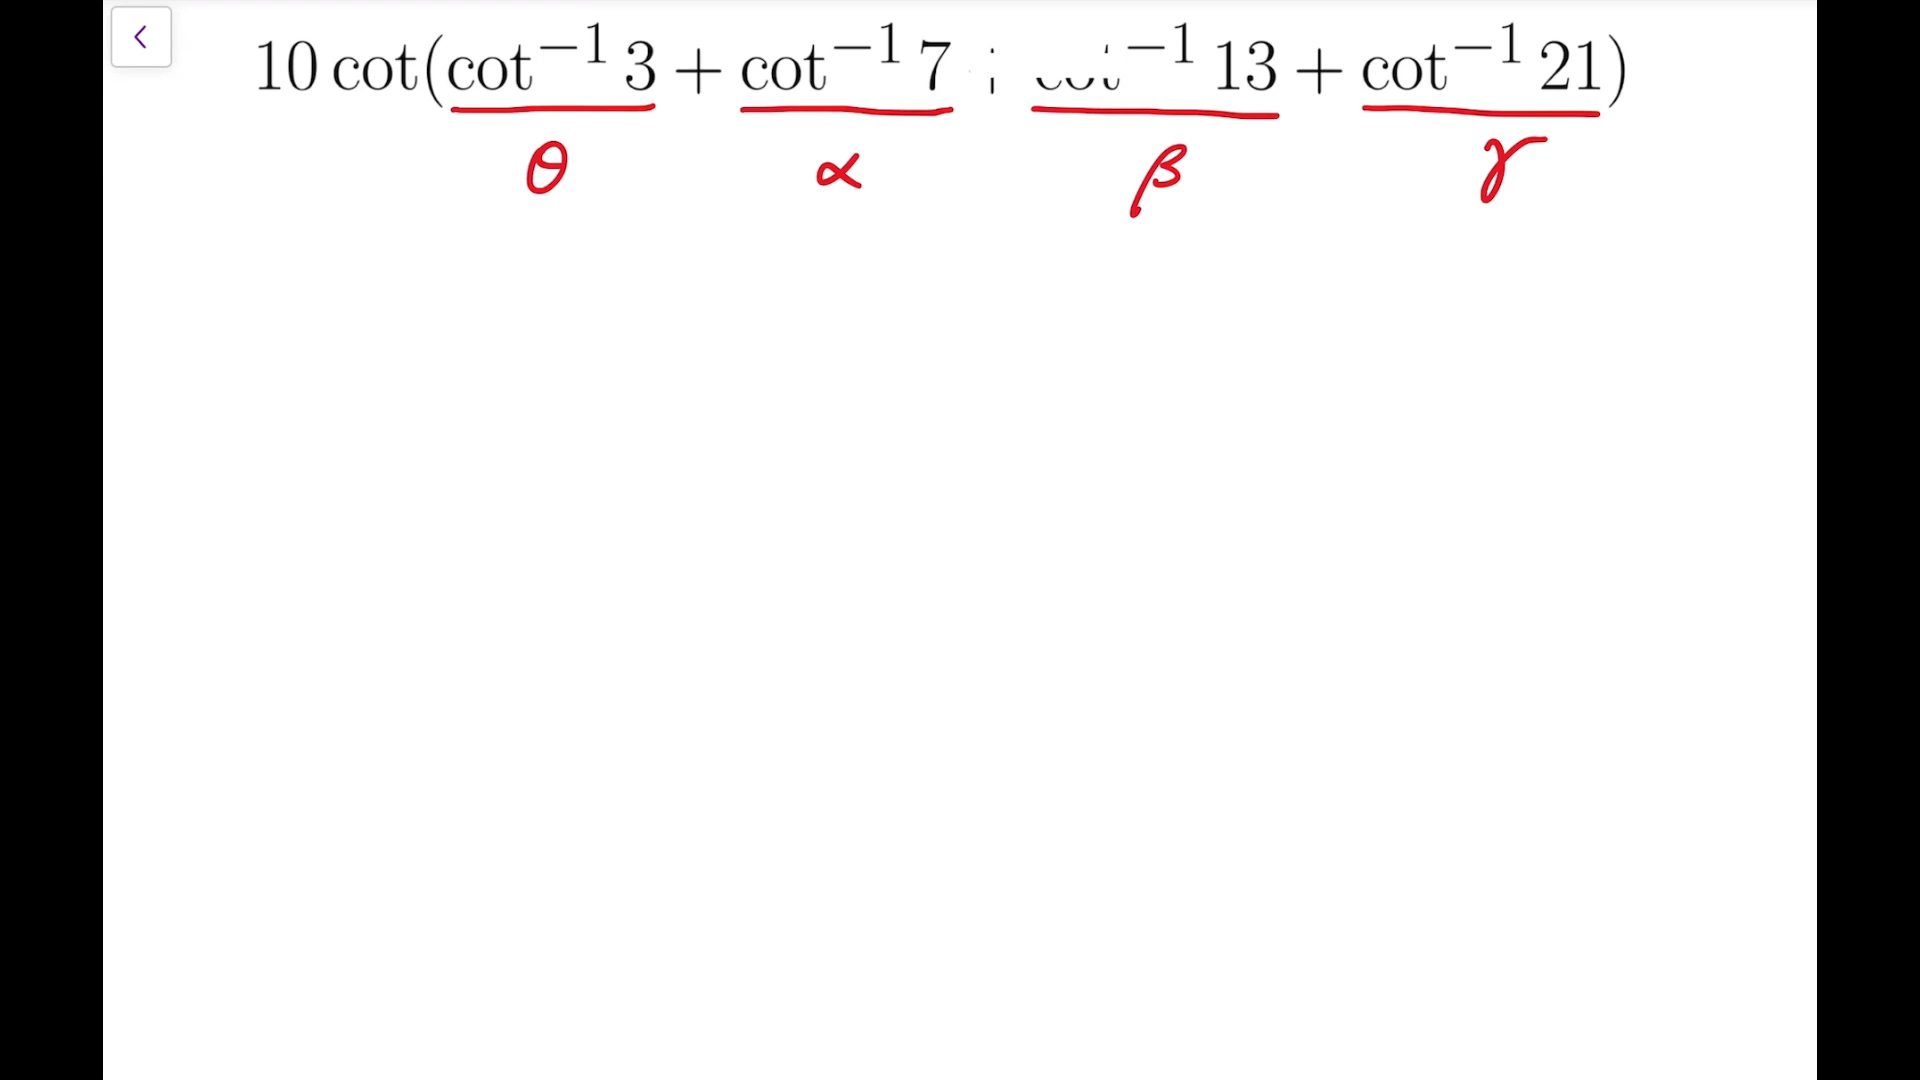 10 cot(cot⁻¹ 3 + cot⁻¹ 7 ⁻¹ 13 + cot⁻¹ 21)
θ α β γ